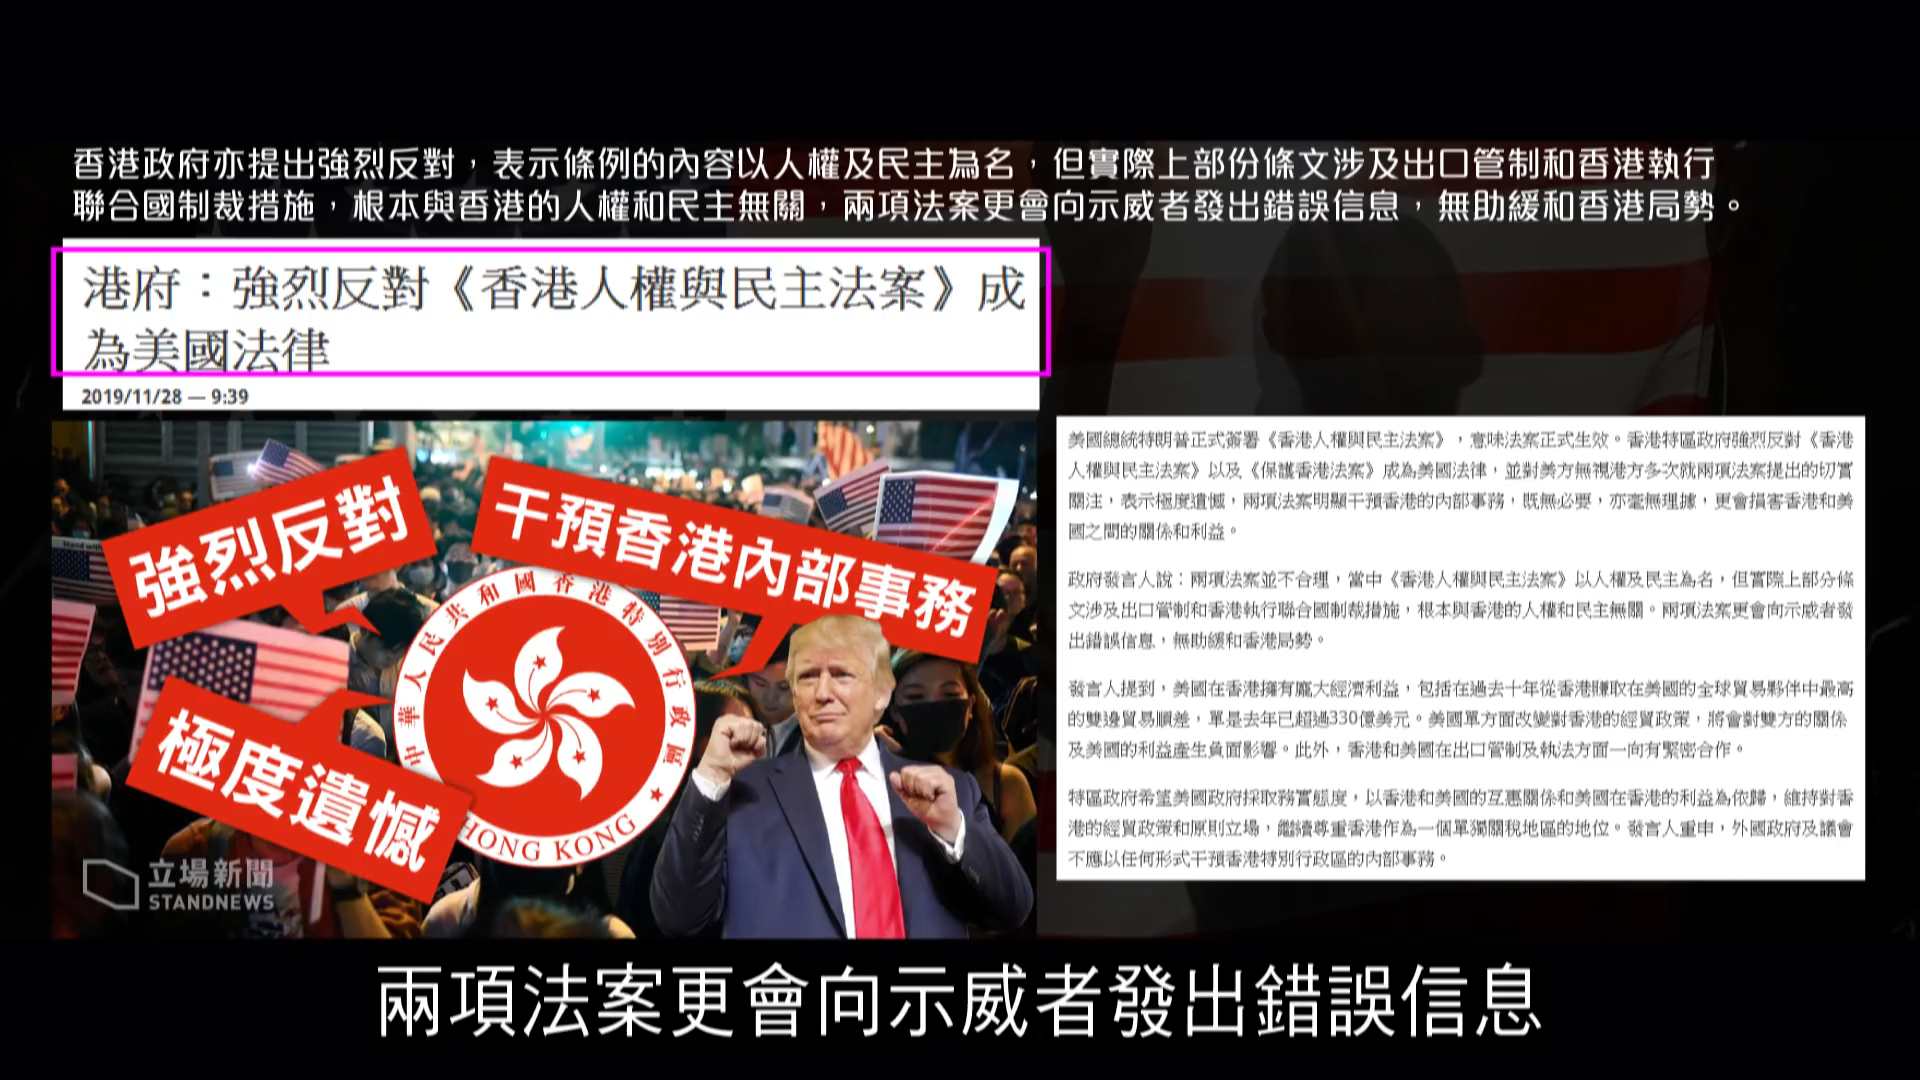 香港政府亦提出強烈反對，表示條例的內容以人權及民主為名，但實際上部份條文涉及出口管制和香港執行
聯合國制裁措施，根本與香港的人權和民主無關，兩項法案更會向示威者發出錯誤信息，無助緩和香港局勢。
港府：強烈反對《香港人權與民主法案》成
為美國法律
2019/11/28 — 9:39
強烈反對
干預香港內部事務
極度遺憾
中華人民共和國香港特別行政區
HONG KONG
立場新聞
STANDNEWS
美國總統特朗普正式簽署《香港人權與民主法案》，意味法案正式生效。香港特區政府強烈反對《香港
人權與民主法案》以及《保護香港法案》成為美國法律，並對美方無視港方多次就兩項法案提出的切實
關注，表示極度遺憾，兩項法案明顯干預香港的內部事務，既無必要，亦毫無理據，更會損害香港和美
國之間的關係和利益。
政府發言人說：兩項法案並不合理，當中《香港人權與民主法案》以人權及民主為名，但實際上部分條
文涉及出口管制和香港執行聯合國制裁措施，根本與香港的人權和民主無關。兩項法案更會向示威者發
出錯誤信息，無助緩和香港局勢。
發言人提到，美國在香港擁有龐大經濟利益，包括在過去十年從香港賺取在美國的全球貿易夥伴中最高
的雙邊貿易順差，單是去年已超過330億美元。美國單方面改變對香港的經貿政策，將會對雙方的關係
及美國的利益產生負面影響。此外，香港和美國在出口管制及執法方面一向有緊密合作。
特區政府希望美國政府採取務實態度，以香港和美國的互惠關係和美國在香港的利益為依歸，維持對香
港的經貿政策和原則立場，繼續尊重香港作為一個單獨關稅地區的地位。發言人重申，外國政府及議會
不應以任何形式干預香港特別行政區的內部事務。
兩項法案更會向示威者發出錯誤信息